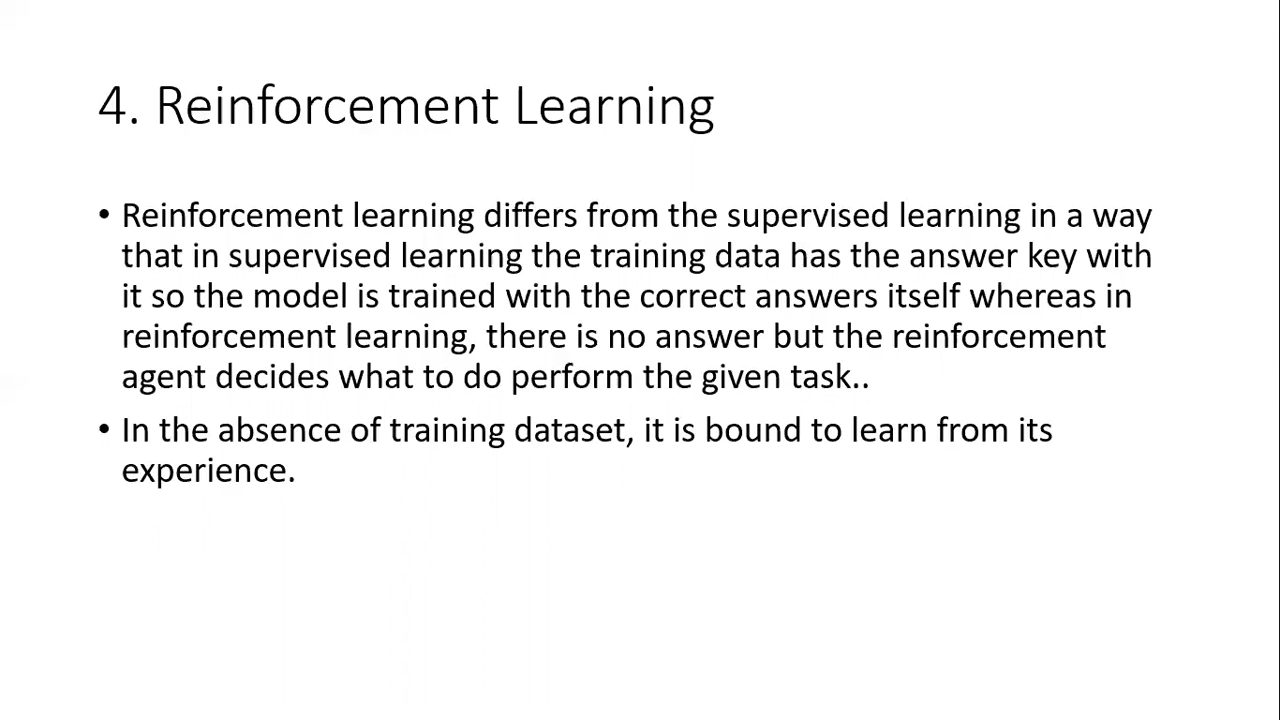 4. Reinforcement Learning
• Reinforcement learning differs from the supervised learning in a way
that in supervised learning the training data has the answer key with
it so the model is trained with the correct answers itself whereas in
reinforcement learning, there is no answer but the reinforcement
agent decides what to do perform the given task..
• In the absence of training dataset, it is bound to learn from its
experience.